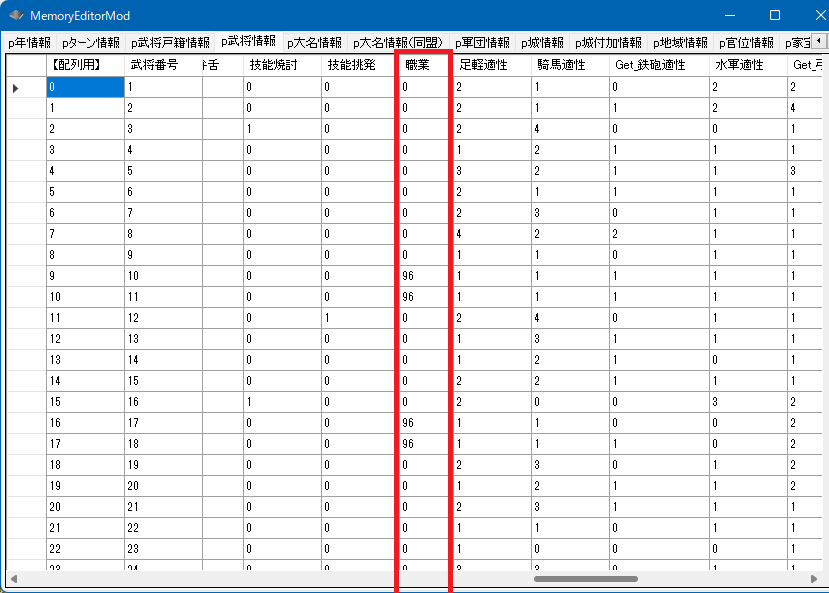 MemoryEditorMod
p年情報 pターン情報 p武将戸籍情報 p武将情報 p大名情報 p大名情報(同盟) p軍団情報 p城情報 p城付加情報 p地域情報 p官位情報 p家宝
【配列用】 武将番号 弁舌 技能焼討 技能挑発 職業 足軽適性 騎馬適性 Get_鉄砲適性 水軍適性 Get_弓
0 1 0 0 0 2 1 0 2 2
1 2 0 0 0 2 1 1 2 4
2 3 1 0 0 2 4 0 0 1
3 4 0 0 0 1 2 1 1 1
4 5 0 0 0 3 2 1 1 3
5 6 0 0 0 2 1 1 1 1
6 7 0 0 0 2 3 0 1 1
7 8 0 0 0 4 2 2 1 1
8 9 0 0 0 1 1 0 1 1
9 10 0 0 96 1 1 1 1 1
10 11 0 0 96 1 1 1 1 1
11 12 0 1 0 2 4 0 1 1
12 13 0 0 0 1 3 1 1 1
13 14 0 0 0 1 2 1 0 1
14 15 0 0 0 2 2 1 1 1
15 16 1 0 0 2 0 0 3 2
16 17 0 0 96 1 1 0 0 2
17 18 0 0 96 1 1 1 0 2
18 19 0 0 0 2 3 0 1 2
19 20 0 0 0 1 2 1 1 2
20 21 0 0 0 2 3 1 1 1
21 22 0 0 0 1 1 0 1 1
22 23 0 0 0 1 0 0 0 1